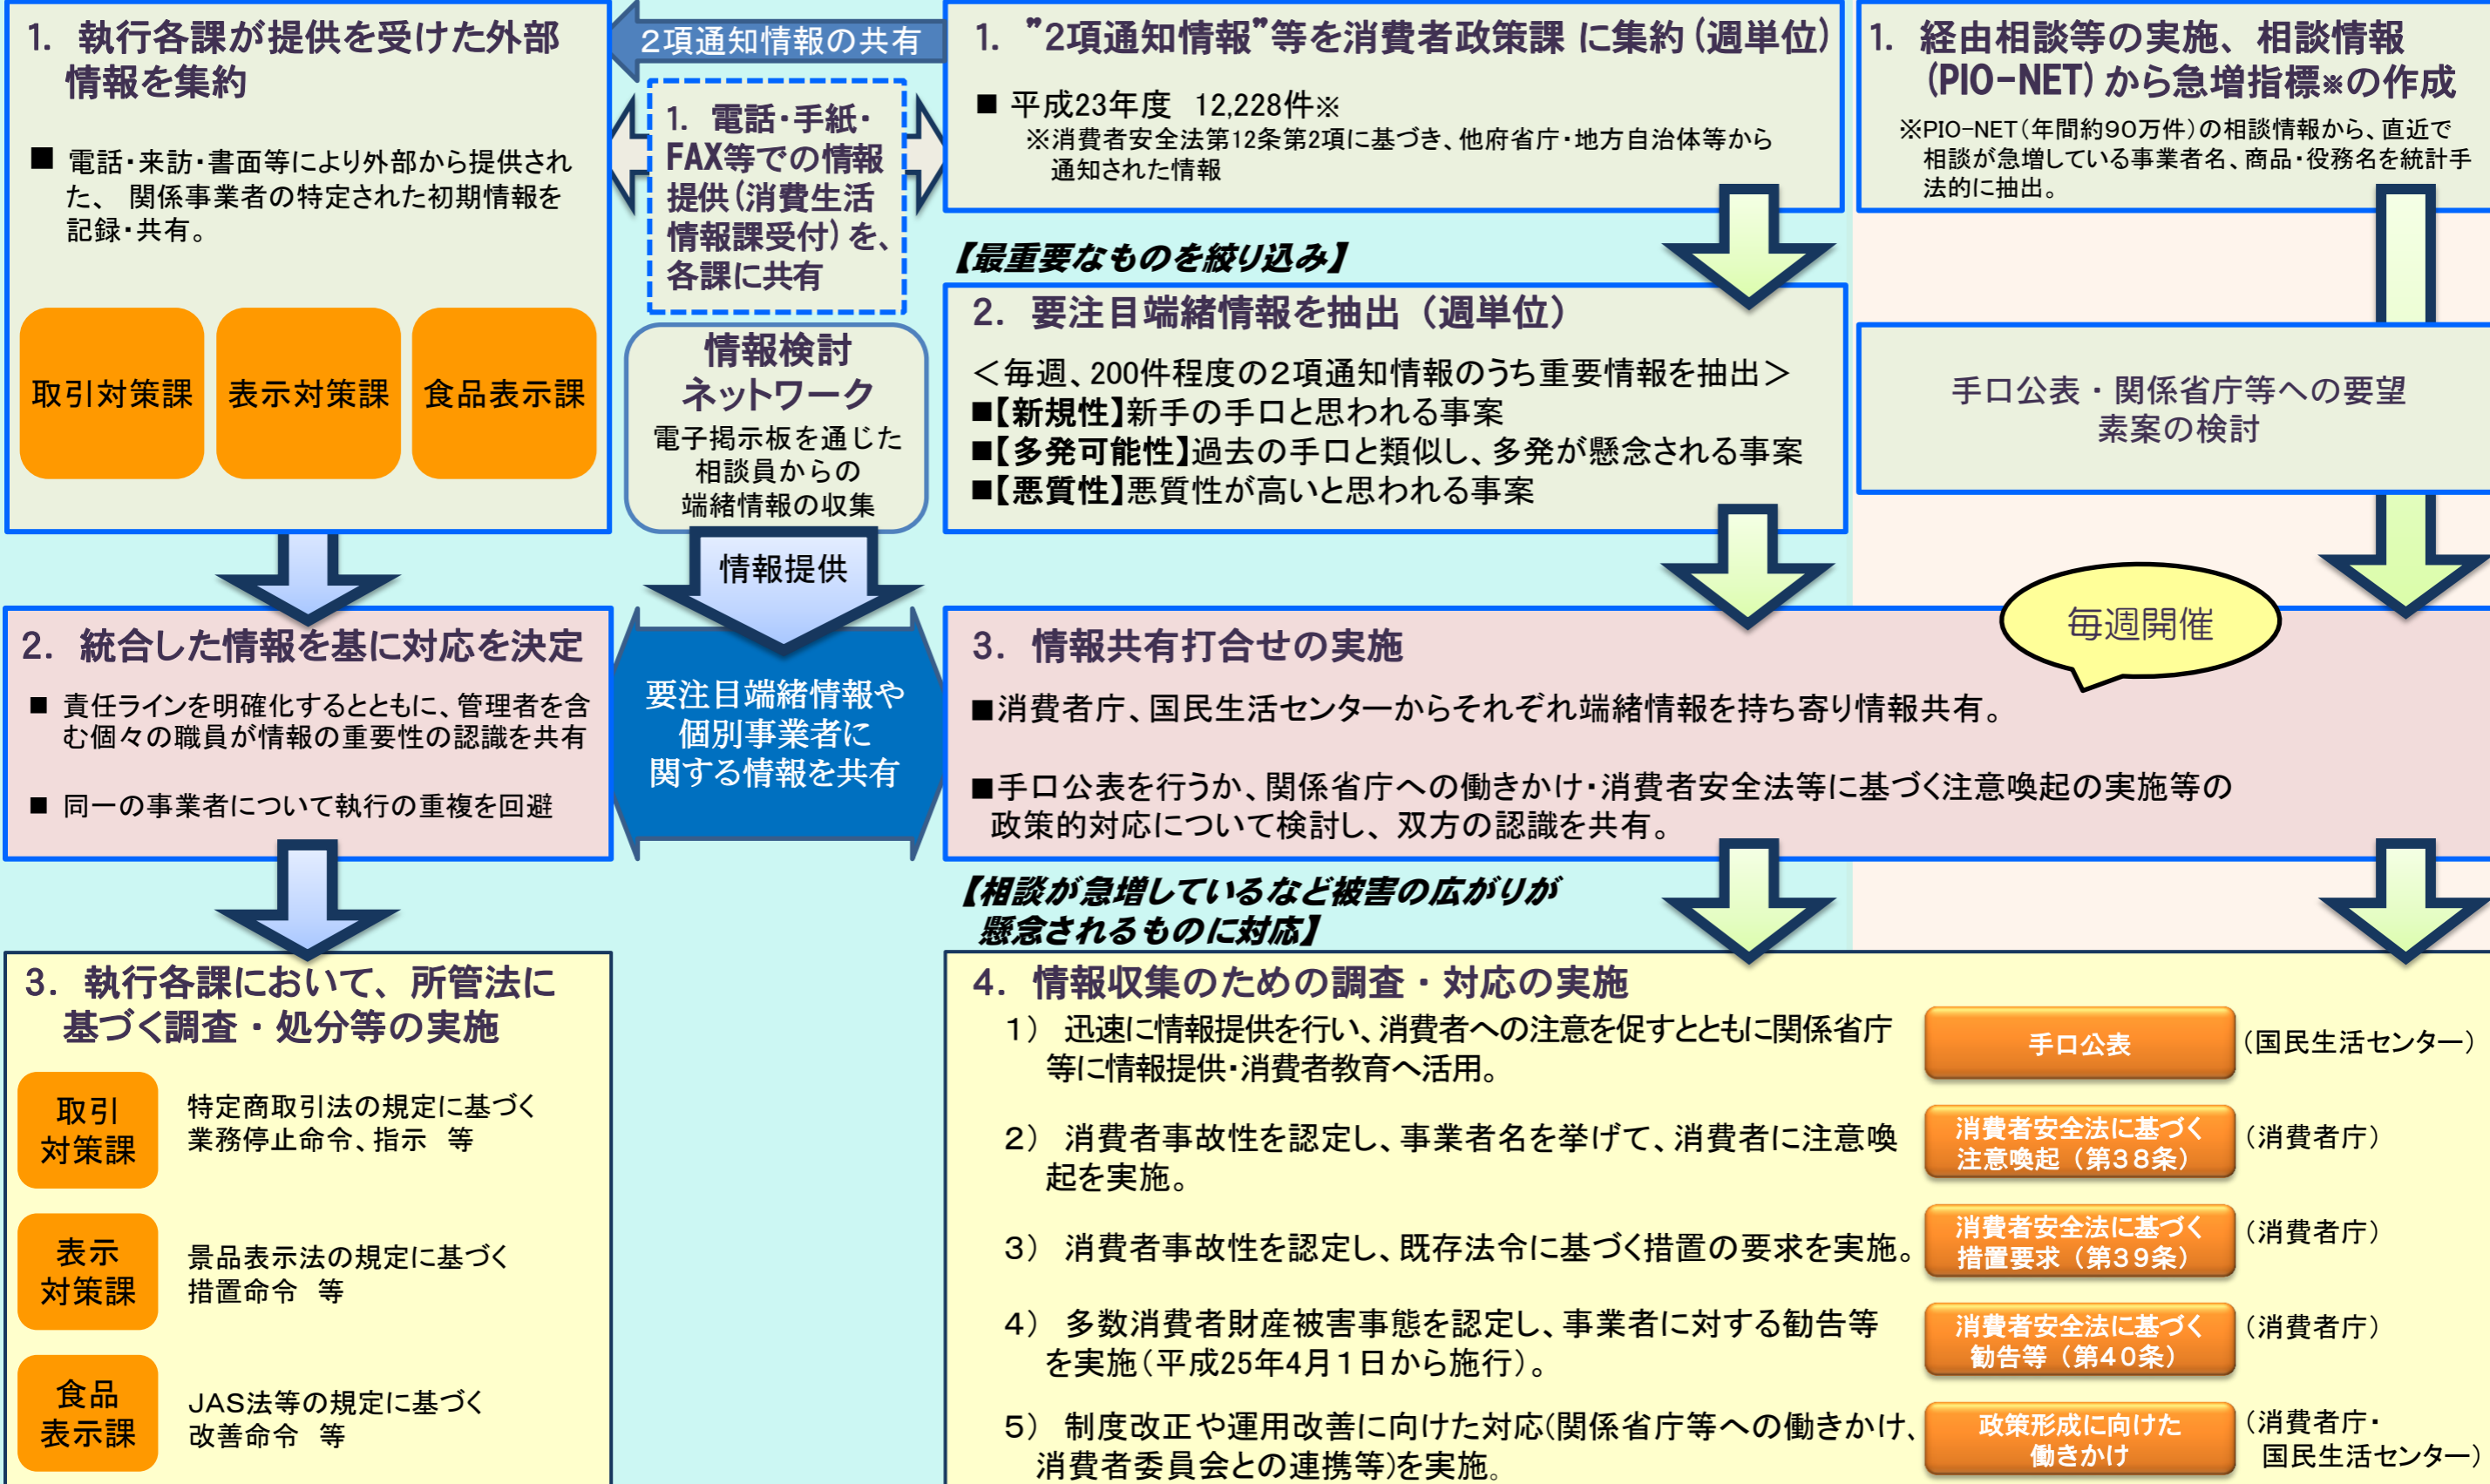 1. 執行各課が提供を受けた外部
情報を集約
■ 電話・来訪・書面等により外部から提供され
た、 関係事業者の特定された初期情報を
記録・共有。
取引対策課
表示対策課
食品表示課
2項通知情報の共有
1. 電話・手紙・
FAX等での情報
提供(消費生活
情報課受付)を、
各課に共有
情報検討
ネットワーク
電子掲示板を通じた
相談員からの
端緒情報の収集
情報提供
1. ”2項通知情報”等を消費者政策課 に集約(週単位)
■ 平成23年度 12,228件※
※消費者安全法第12条第2項に基づき、他府省庁・地方自治体等から
通知された情報
【最重要なものを絞り込み】
2. 要注目端緒情報を抽出 (週単位)
＜毎週、200件程度の2項通知情報のうち重要情報を抽出＞
■【新規性】新手の手口と思われる事案
■【多発可能性】過去の手口と類似し、多発が懸念される事案
■【悪質性】悪質性が高いと思われる事案
1. 経由相談等の実施、相談情報
(PIO-NET)から急増指標※の作成
※PIO-NET(年間約90万件)の相談情報から、直近で
相談が急増している事業者名、商品・役務名を統計手
法的に抽出。
手口公表・関係省庁等への要望
素案の検討
2. 統合した情報を基に対応を決定
■ 責任ラインを明確化するとともに、管理者を含
む個々の職員が情報の重要性の認識を共有
■ 同一の事業者について執行の重複を回避
要注目端緒情報や
個別事業者に
関する情報を共有
3. 情報共有打合せの実施
毎週開催
■消費者庁、国民生活センターからそれぞれ端緒情報を持ち寄り情報共有。
■手口公表を行うか、関係省庁への働きかけ・消費者安全法等に基づく注意喚起の実施等の
政策的対応について検討し、双方の認識を共有。
【相談が急増しているなど被害の広がりが
懸念されるものに対応】
3. 執行各課において、所管法に
基づく調査・処分等の実施
取引
対策課
特定商取引法の規定に基づく
業務停止命令、指示 等
表示
対策課
景品表示法の規定に基づく
措置命令 等
食品
表示課
JAS法等の規定に基づく
改善命令 等
4. 情報収集のための調査・対応の実施
1) 迅速に情報提供を行い、消費者への注意を促すとともに関係省庁
等に情報提供・消費者教育へ活用。
手口公表
(国民生活センター)
2) 消費者事故性を認定し、事業者名を挙げて、消費者に注意喚
起を実施。
消費者安全法に基づく
注意喚起(第38条)
(消費者庁)
3) 消費者事故性を認定し、既存法令に基づく措置の要求を実施。
消費者安全法に基づく
措置要求(第39条)
(消費者庁)
4) 多数消費者財産被害事態を認定し、事業者に対する勧告等
を実施(平成25年4月1日から施行)。
消費者安全法に基づく
勧告等(第40条)
(消費者庁)
5) 制度改正や運用改善に向けた対応(関係省庁等への働きかけ、
消費者委員会との連携等)を実施。
政策形成に向けた
働きかけ
(消費者庁・
国民生活センター)